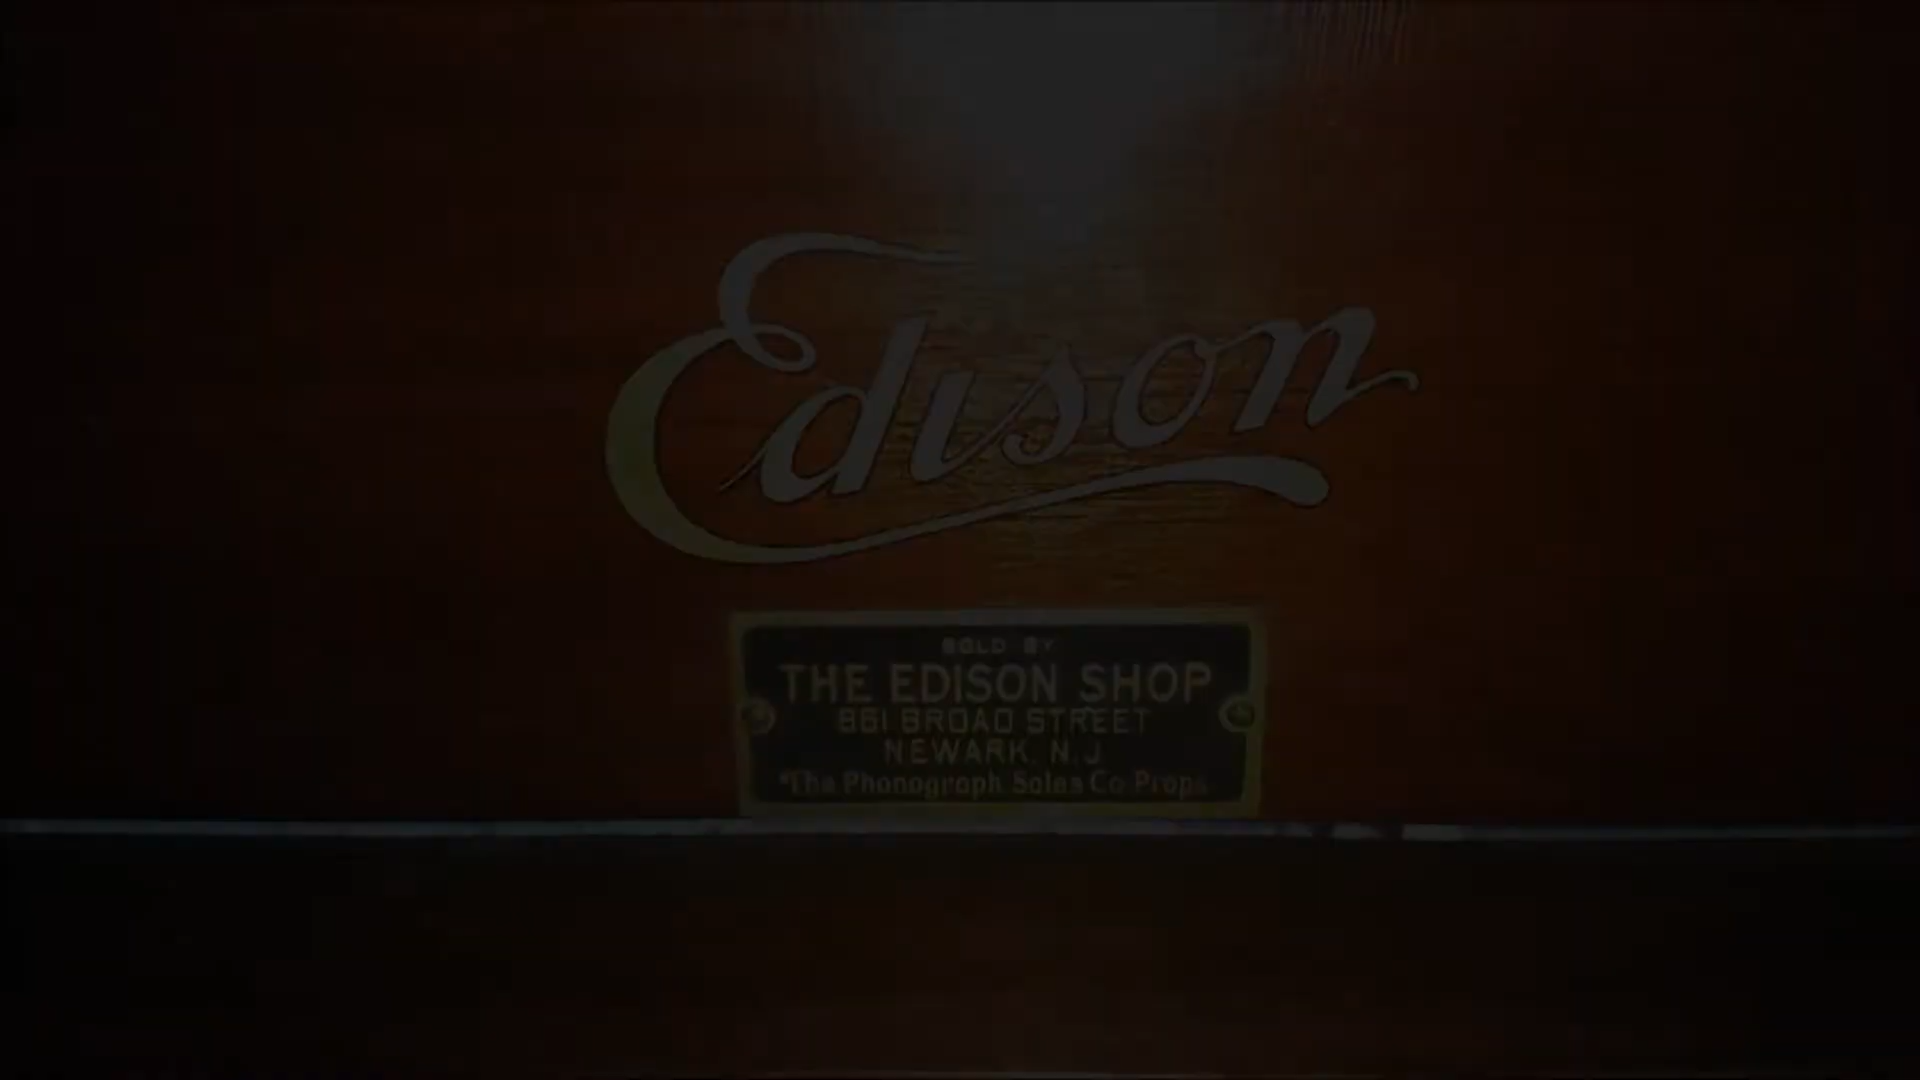 Edison
SOLD BY
THE EDISON SHOP
861 BROAD STREET
NEWARK, N.J.
*The Phonograph Sales Co Props